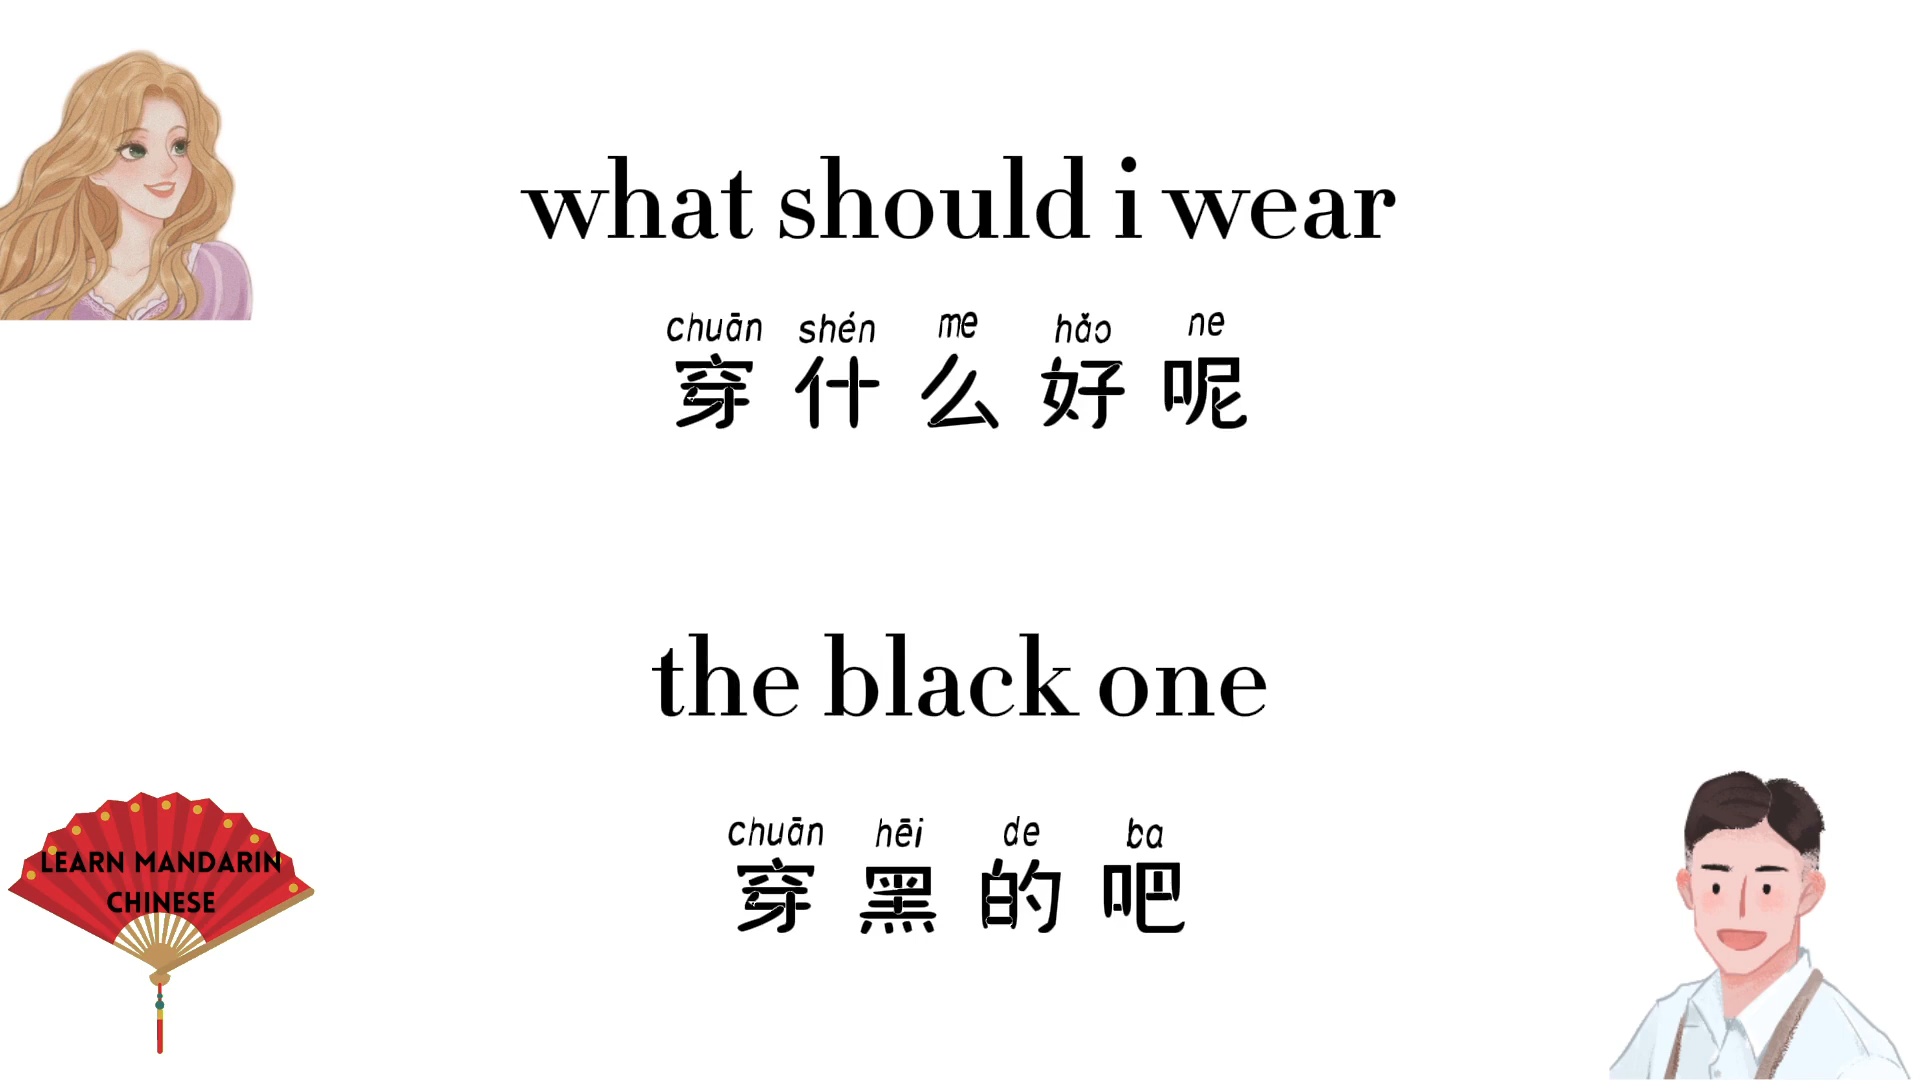 what should i wear
chuān shén me hǎo ne
穿 什 么 好 呢
the black one
chuān hēi de ba
穿 黑 的 吧
LEARN MANDARIN
CHINESE